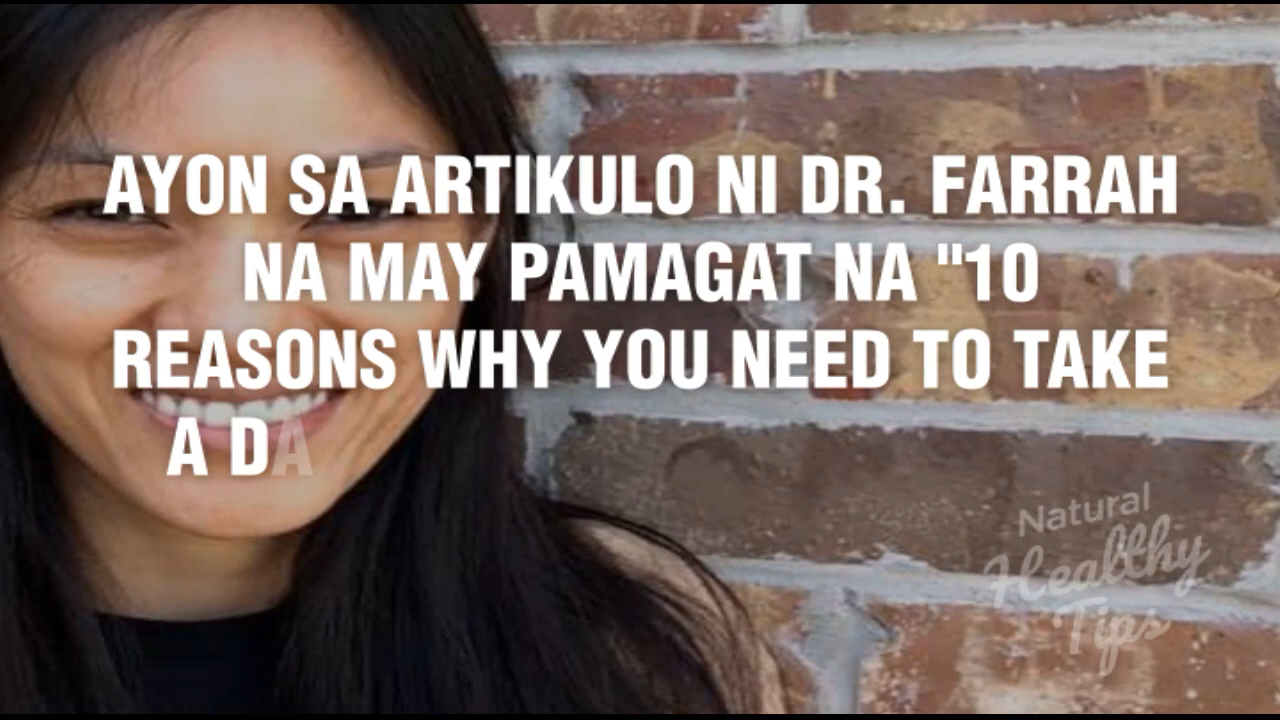 AYON SA ARTIKULO NI DR. FARRAH
NA MAY PAMAGAT NA "10
REASONS WHY YOU NEED TO TAKE
A DA
Natural
Healthy
Tips